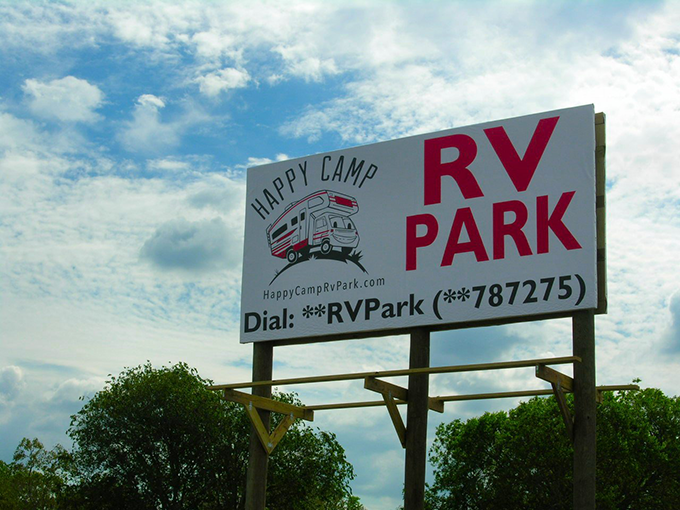 HAPPY CAMP
HappyCampRvPark.com
RV
PARK
Dial: **RVPark (**787275)